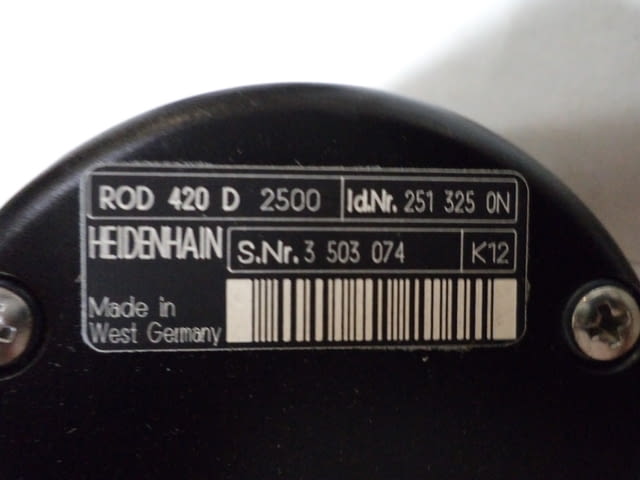 ROD 420 D 2500 Id.Nr. 251 325 0N
HEIDENHAIN S.Nr. 3 503 074 K12
Made in
West Germany